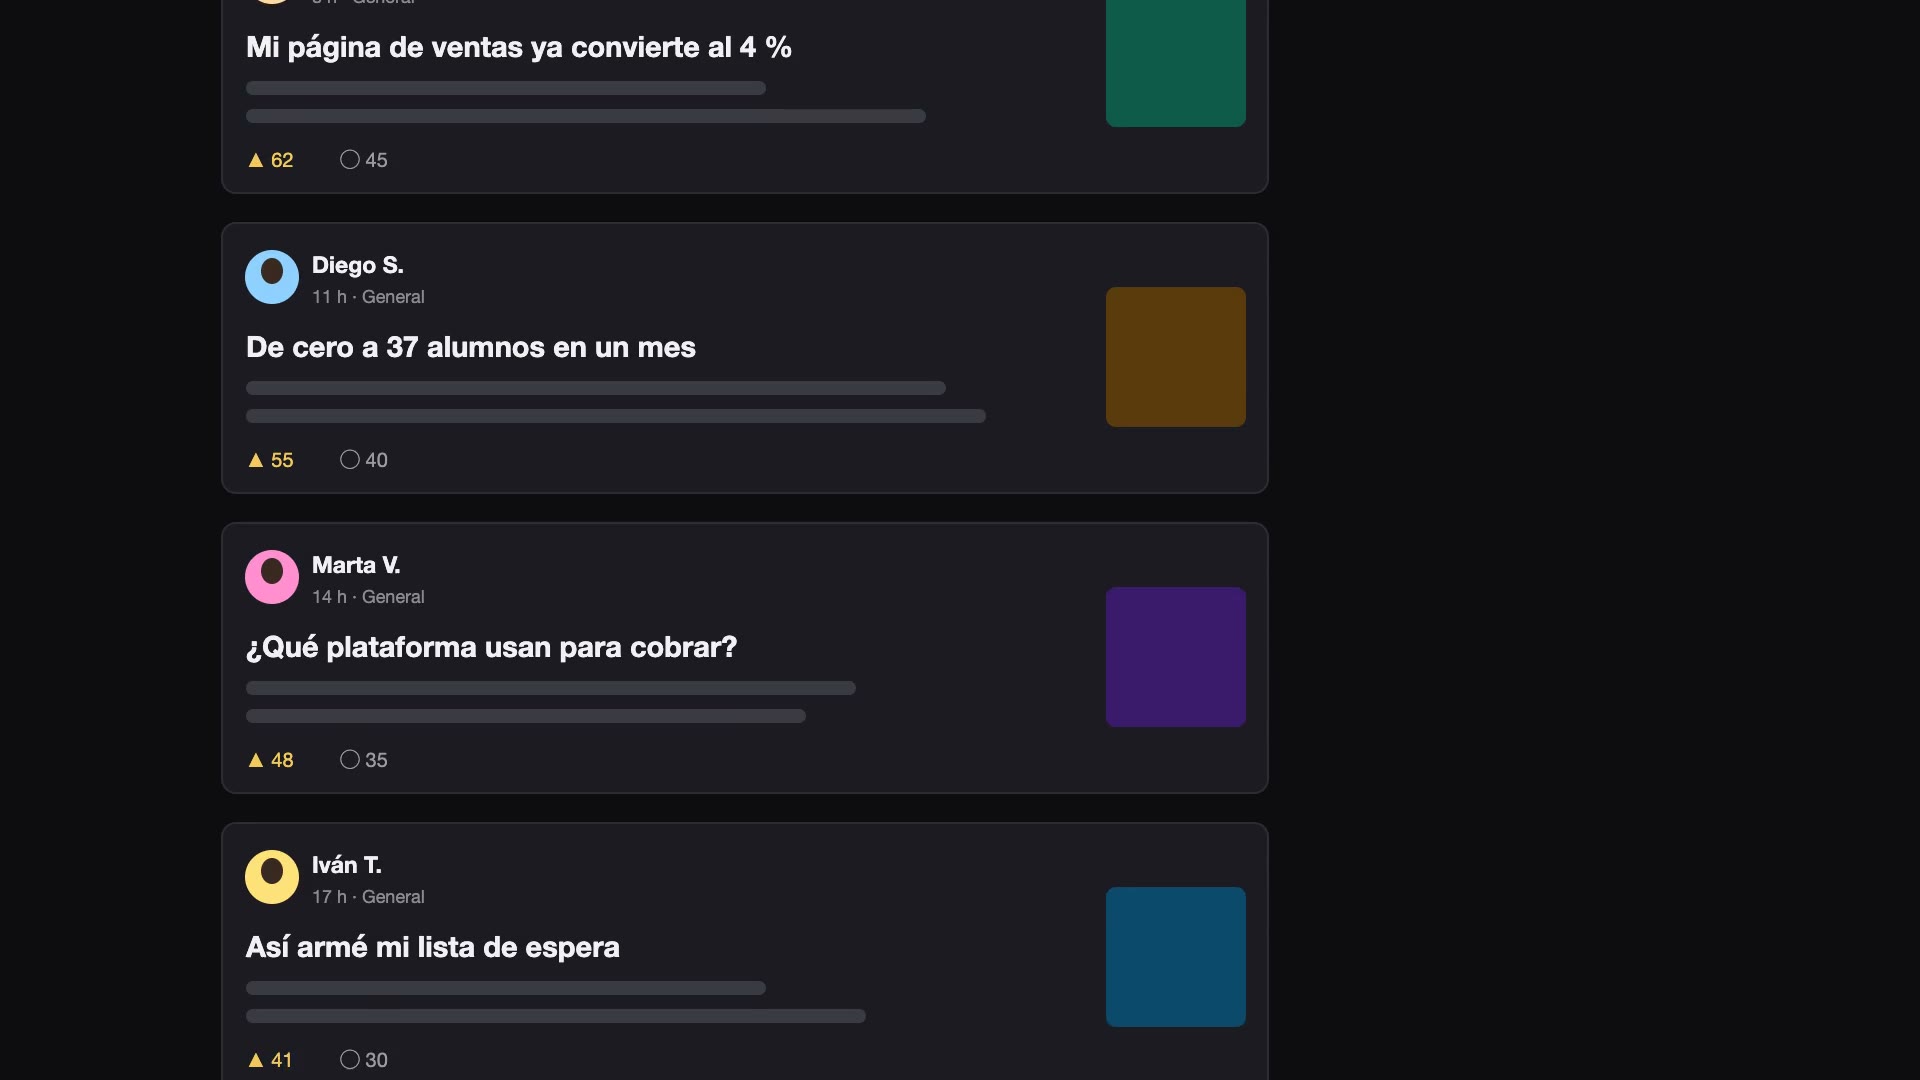 Mi página de ventas ya convierte al 4 %
▲ 62 ◯ 45
Diego S.
11 h · General
De cero a 37 alumnos en un mes
▲ 55 ◯ 40
Marta V.
14 h · General
¿Qué plataforma usan para cobrar?
▲ 48 ◯ 35
Iván T.
17 h · General
Así armé mi lista de espera
▲ 41 ◯ 30